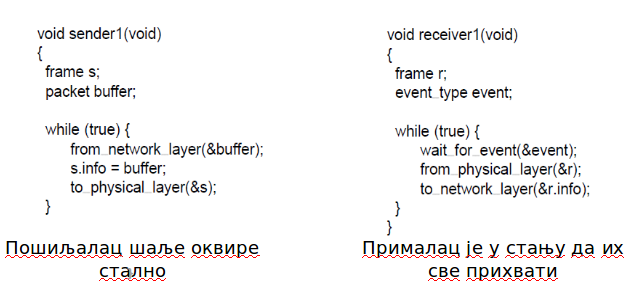 void sender1(void)
{
frame s;
packet buffer;
while (true) {
from_network_layer(&buffer);
s.info = buffer;
to_physical_layer(&s);
}
Пошиљалац шаље оквире
стално
void receiver1(void)
{
frame r;
event_type event;
while (true) {
wait_for_event(&event);
from_physical_layer(&r);
to_network_layer(&r.info);
}
}
Прималац је у стању да их
све прихвати